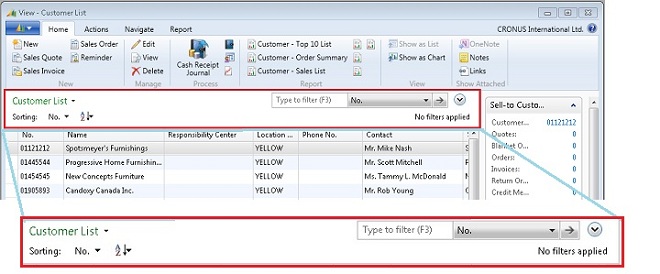 View - Customer List
Home Actions Navigate Report CRONUS International Ltd.
New Sales Order Edit Customer - Top 10 List Show as List OneNote
Sales Quote Reminder View Cash Receipt Journal Customer - Order Summary Show as Chart Notes
Sales Invoice Delete Customer - Sales List Links
New Manage Process Report View Show Attached
Customer List Type to filter (F3) No.
Sorting: No. No filters applied
No. Name Responsibility Center Location ... Phone No. Contact
01121212 Spotsmeyer's Furnishings YELLOW Mr. Mike Nash
01445544 Progressive Home Furnishin... YELLOW Mr. Scott Mitchell
01454545 New Concepts Furniture YELLOW Ms. Tammy L. McDonald
01905893 Candoxy Canada Inc. YELLOW Mr. Rob Young
Sell-to Custo...
Customer... 01121212
Quotes: 0
Blanket O... 0
Orders: 0
Invoices: 0
Return Or... 0
Credit Me... 0
Customer List Type to filter (F3) No.
Sorting: No. No filters applied